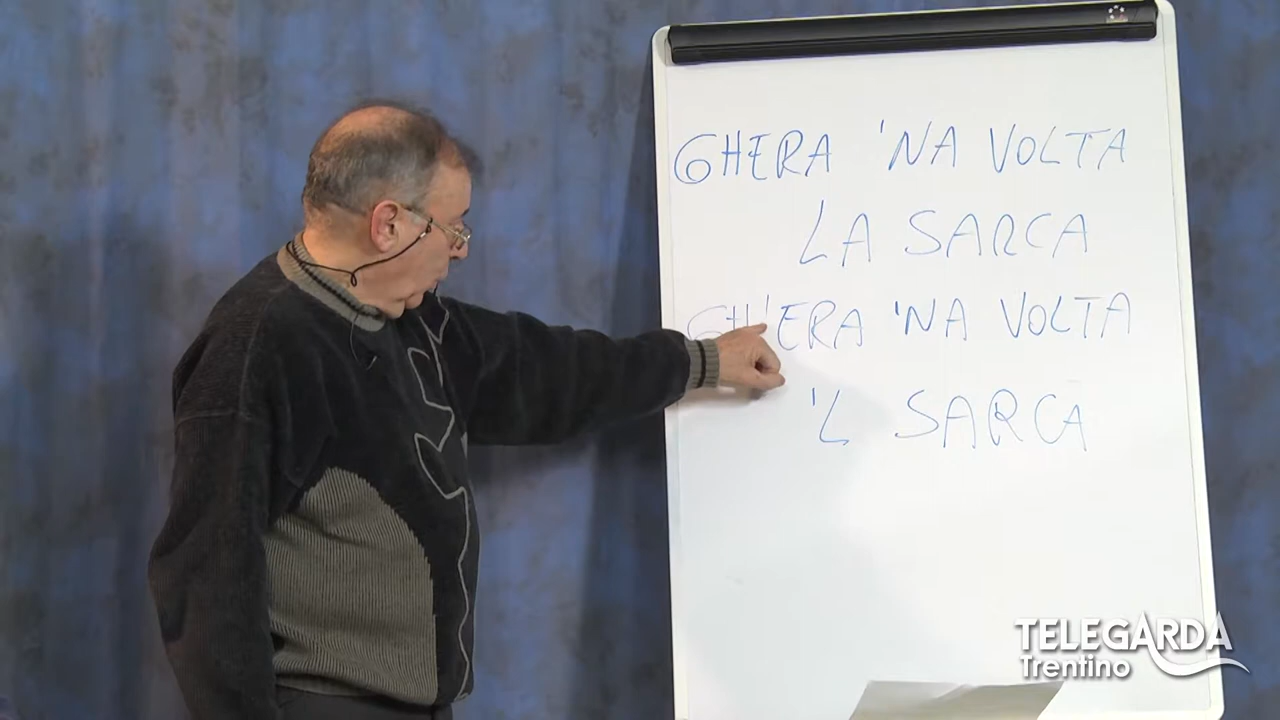 GHERA 'NA VOLTA
LA SARCA
GH'ERA 'NA VOLTA
'L SARCA
TELEGARDA
Trentino